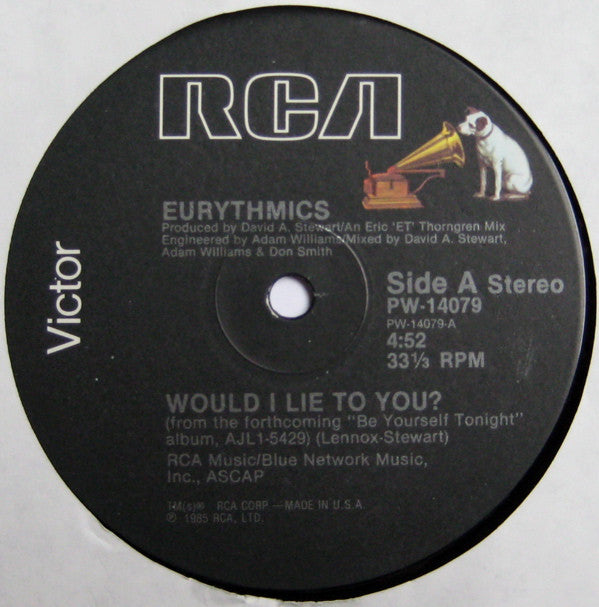 RCA
Victor
EURYTHMICS
Produced by David A. Stewart/An Eric 'ET' Thorngren Mix
Engineered by Adam Williams/Mixed by David A. Stewart,
Adam Williams & Don Smith
Side A Stereo
PW-14079
PW-14079-A
4:52
33⅓ RPM
WOULD I LIE TO YOU?
(from the forthcoming "Be Yourself Tonight"
album, AJL1-5429) (Lennox-Stewart)
RCA Music/Blue Network Music,
Inc., ASCAP
TM(s)® RCA CORP.—MADE IN U.S.A.
℗ 1985 RCA, LTD.